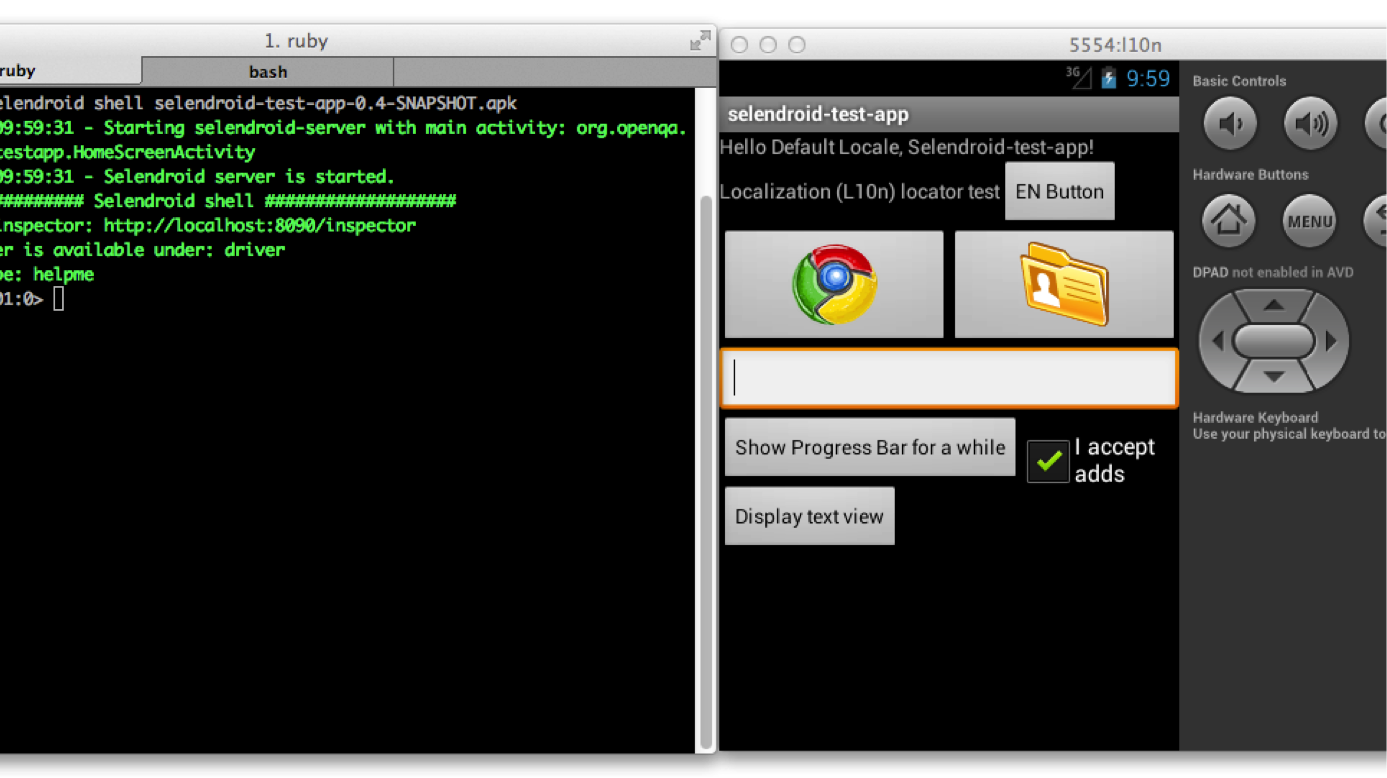 1. ruby
ruby
bash
elendroid shell selendroid-test-app-0.4-SNAPSHOT.apk
09:59:31 - Starting selendroid-server with main activity: org.openqa.
testapp.HomeScreenActivity
09:59:31 - Selendroid server is started.
######### Selendroid shell ###################
inspector: http://localhost:8090/inspector
er is available under: driver
pe: helpme
01:0>
5554:l10n
3G 9:59
selendroid-test-app
Hello Default Locale, Selendroid-test-app!
Localization (L10n) locator test EN Button
Show Progress Bar for a while
I accept
adds
Display text view
Basic Controls
Hardware Buttons
MENU
DPAD not enabled in AVD
Hardware Keyboard
Use your physical keyboard to